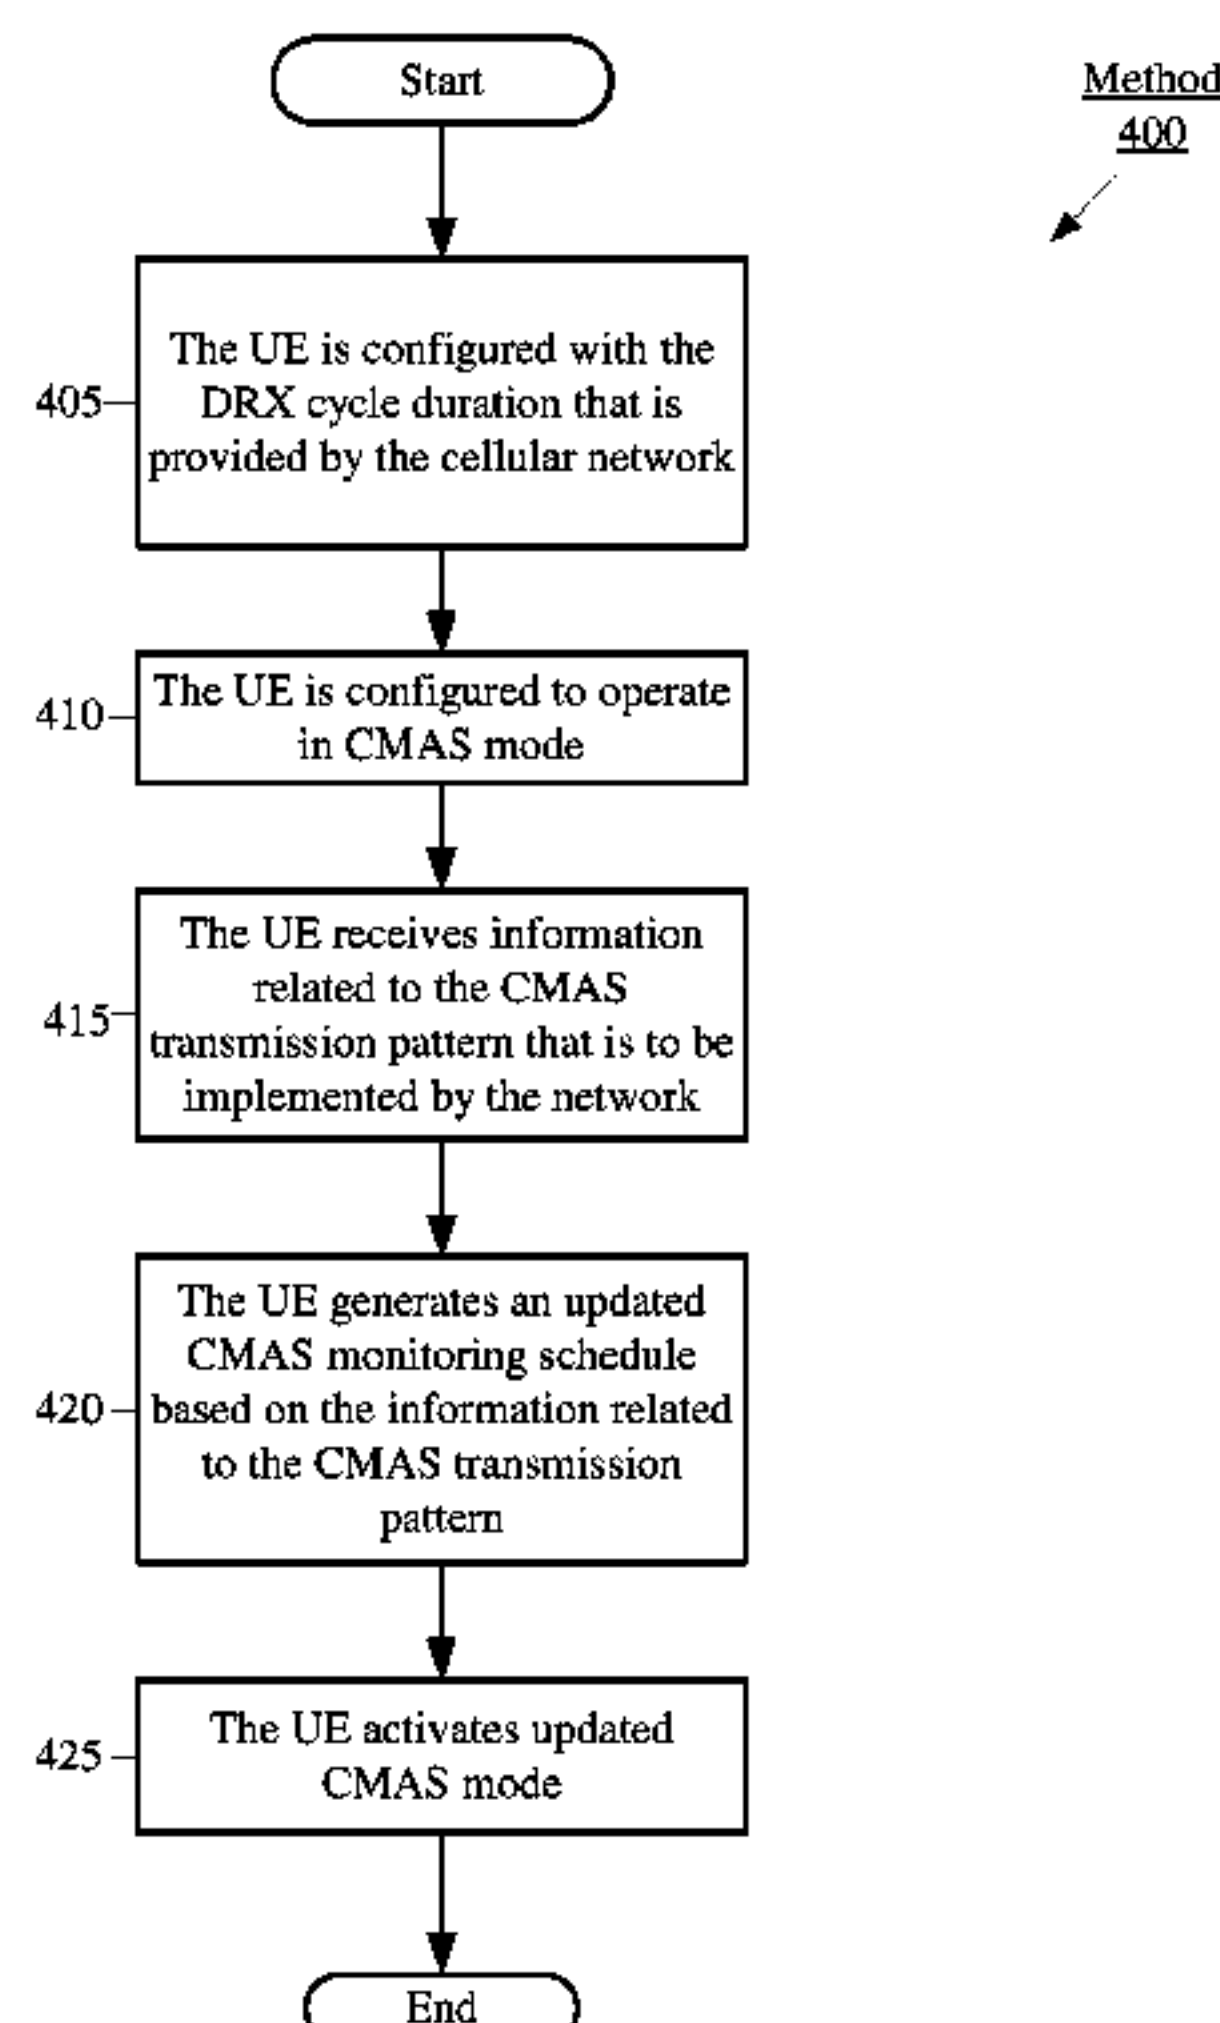 Start
Method
400
The UE is configured with the
DRX cycle duration that is
provided by the cellular network
405
The UE is configured to operate
in CMAS mode
410
The UE receives information
related to the CMAS
transmission pattern that is to be
implemented by the network
415
The UE generates an updated
CMAS monitoring schedule
based on the information related
to the CMAS transmission
pattern
420
The UE activates updated
CMAS mode
425
End